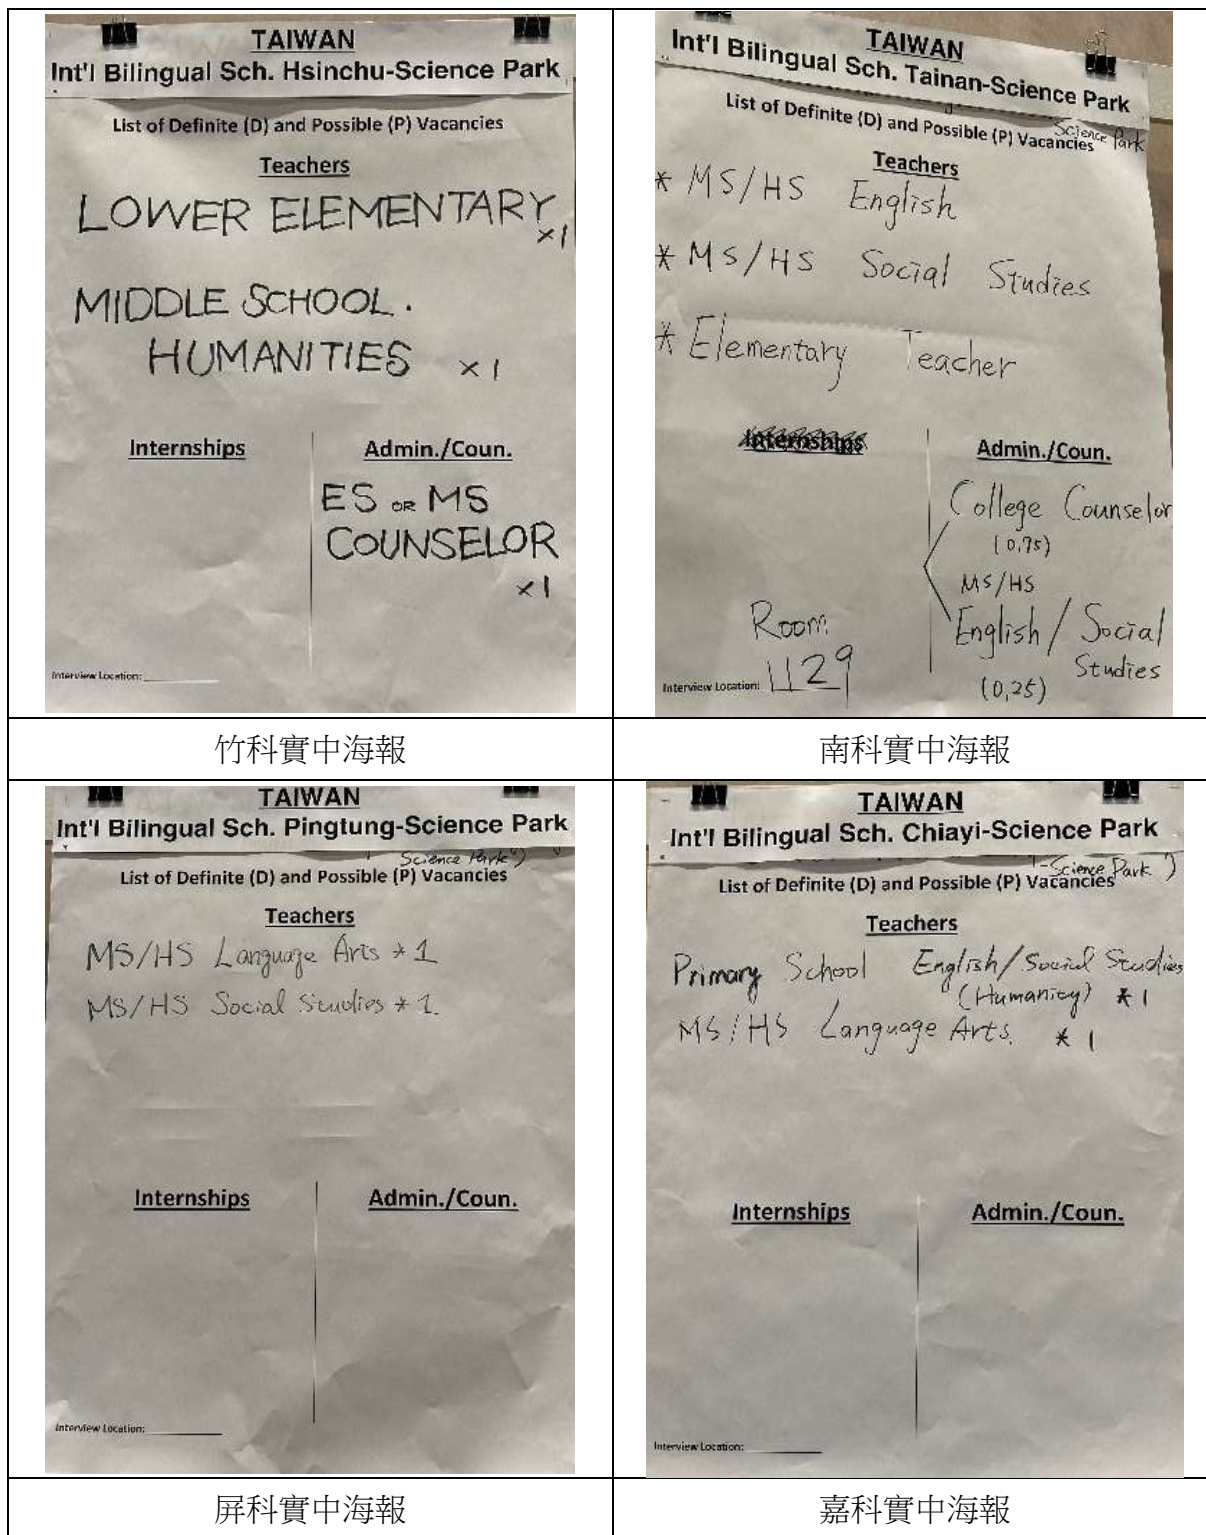 TAIWAN
Int'l Bilingual Sch. Hsinchu-Science Park
List of Definite (D) and Possible (P) Vacancies
Teachers
LOWER ELEMENTARY
×1
MIDDLE SCHOOL.
HUMANITIES ×1
Internships
Admin./Coun.
ES OR MS
COUNSELOR
×1
Interview Location:
竹科實中海報
TAIWAN
Int'l Bilingual Sch. Tainan-Science Park
Science Park
List of Definite (D) and Possible (P) Vacancies
Teachers
* MS/HS English
* MS/HS Social Studies
* Elementary Teacher
Internships
Admin./Coun.
College Counselor
(0.75)
MS/HS
English / Social
Studies
(0.25)
Room
Interview Location: 1129
南科實中海報
TAIWAN
Int'l Bilingual Sch. Pingtung-Science Park
Science Park)
List of Definite (D) and Possible (P) Vacancies
Teachers
MS/HS Language Arts * 1
MS/HS Social Studies * 1.
Internships
Admin./Coun.
Interview Location:
屏科實中海報
TAIWAN
Int'l Bilingual Sch. Chiayi-Science Park
-Science Park)
List of Definite (D) and Possible (P) Vacancies
Teachers
Primary School English/Social Studies
(Humanity) * 1
MS/HS Language Arts. * 1
Internships
Admin./Coun.
Interview Location:
嘉科實中海報